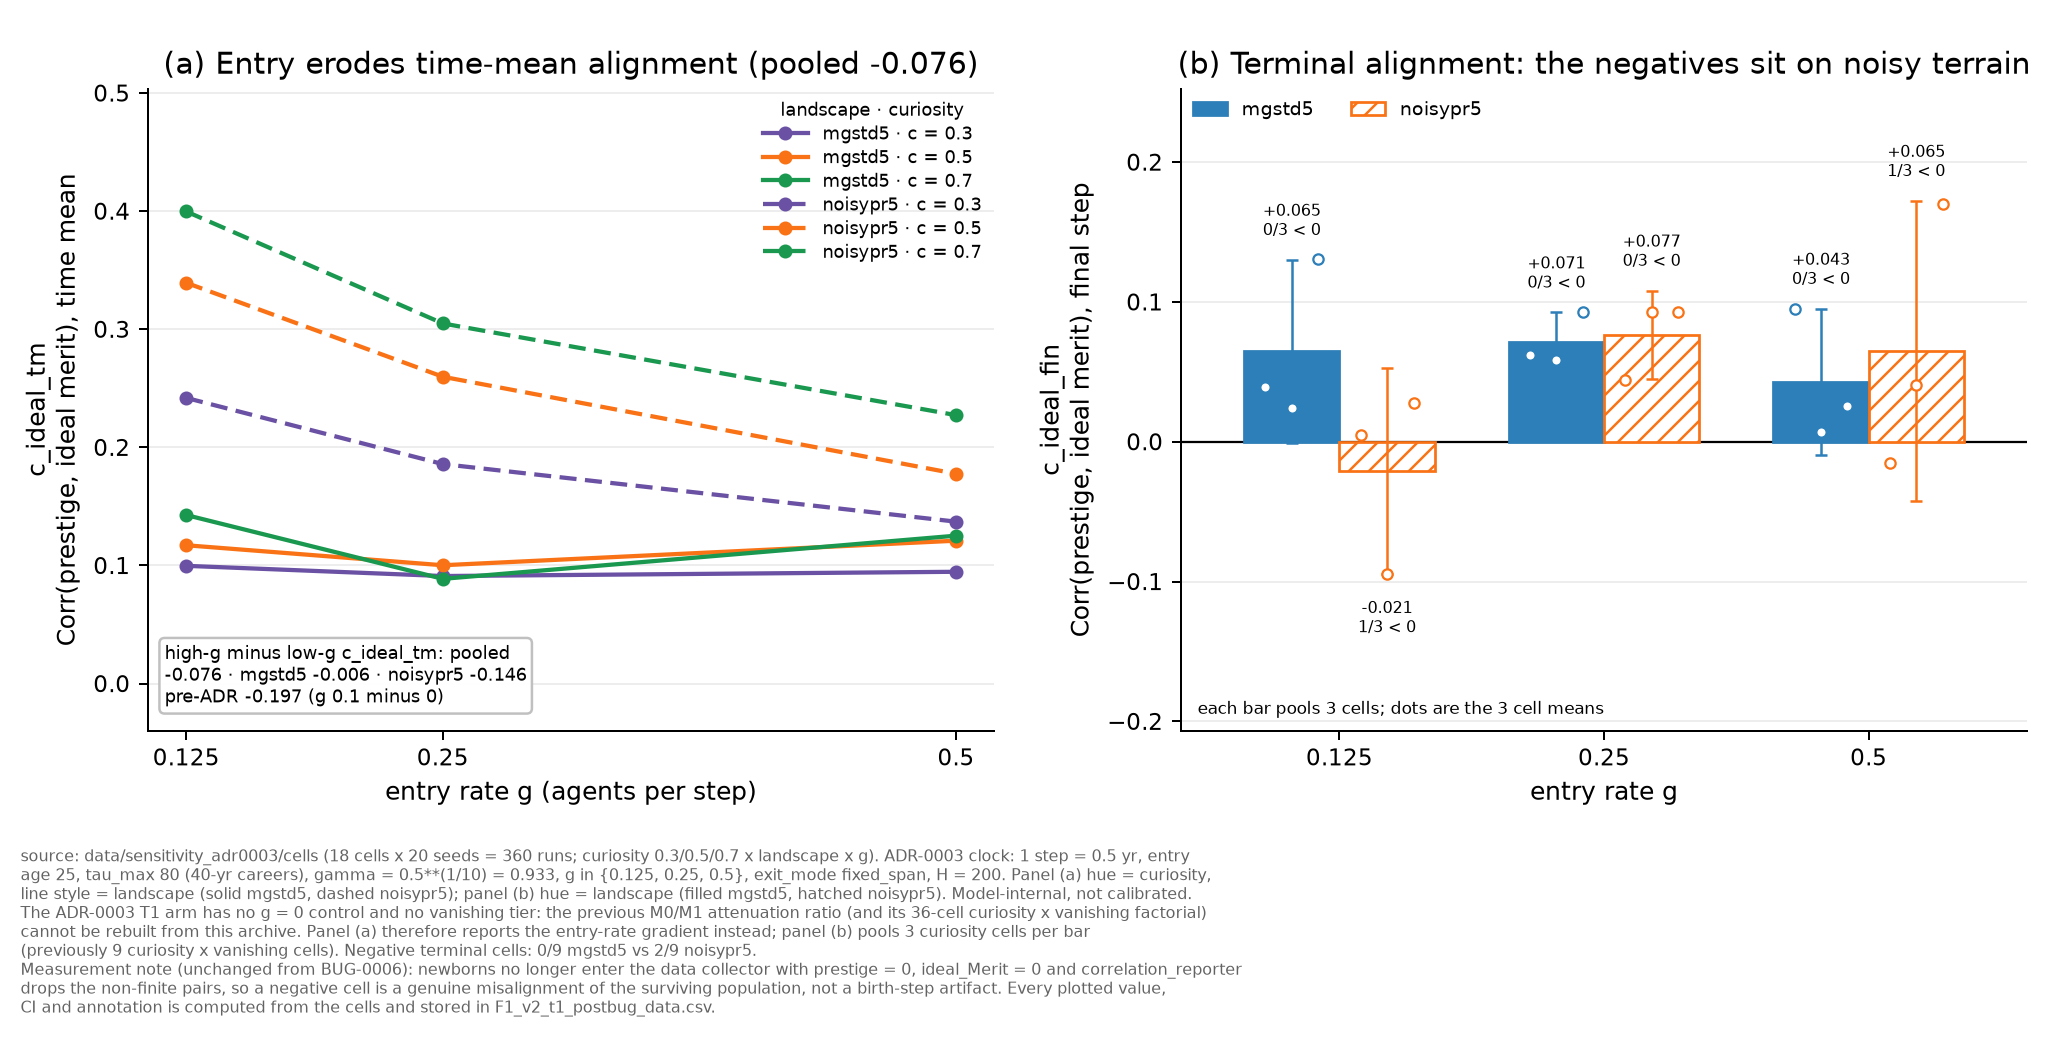 (a) Entry erodes time-mean alignment (pooled -0.076)
c_ideal_tm
Corr(prestige, ideal merit), time mean
0.5
0.4
0.3
0.2
0.1
0.0
landscape · curiosity
mgstd5 · c = 0.3
mgstd5 · c = 0.5
mgstd5 · c = 0.7
noisypr5 · c = 0.3
noisypr5 · c = 0.5
noisypr5 · c = 0.7
high-g minus low-g c_ideal_tm: pooled
-0.076 · mgstd5 -0.006 · noisypr5 -0.146
pre-ADR -0.197 (g 0.1 minus 0)
0.125
0.25
0.5
entry rate g (agents per step)
(b) Terminal alignment: the negatives sit on noisy terrain
c_ideal_fin
Corr(prestige, ideal merit), final step
0.2
0.1
0.0
−0.1
−0.2
mgstd5
noisypr5
+0.065
0/3 < 0
-0.021
1/3 < 0
+0.071
0/3 < 0
+0.077
0/3 < 0
+0.043
0/3 < 0
+0.065
1/3 < 0
each bar pools 3 cells; dots are the 3 cell means
0.125
0.25
0.5
entry rate g
source: data/sensitivity_adr0003/cells (18 cells x 20 seeds = 360 runs; curiosity 0.3/0.5/0.7 x landscape x g). ADR-0003 clock: 1 step = 0.5 yr, entry
age 25, tau_max 80 (40-yr careers), gamma = 0.5**(1/10) = 0.933, g in {0.125, 0.25, 0.5}, exit_mode fixed_span, H = 200. Panel (a) hue = curiosity,
line style = landscape (solid mgstd5, dashed noisypr5); panel (b) hue = landscape (filled mgstd5, hatched noisypr5). Model-internal, not calibrated.
The ADR-0003 T1 arm has no g = 0 control and no vanishing tier: the previous M0/M1 attenuation ratio (and its 36-cell curiosity x vanishing factorial)
cannot be rebuilt from this archive. Panel (a) therefore reports the entry-rate gradient instead; panel (b) pools 3 curiosity cells per bar
(previously 9 curiosity x vanishing cells). Negative terminal cells: 0/9 mgstd5 vs 2/9 noisypr5.
Measurement note (unchanged from BUG-0006): newborns no longer enter the data collector with prestige = 0, ideal_Merit = 0 and correlation_reporter
drops the non-finite pairs, so a negative cell is a genuine misalignment of the surviving population, not a birth-step artifact. Every plotted value,
CI and annotation is computed from the cells and stored in F1_v2_t1_postbug_data.csv.